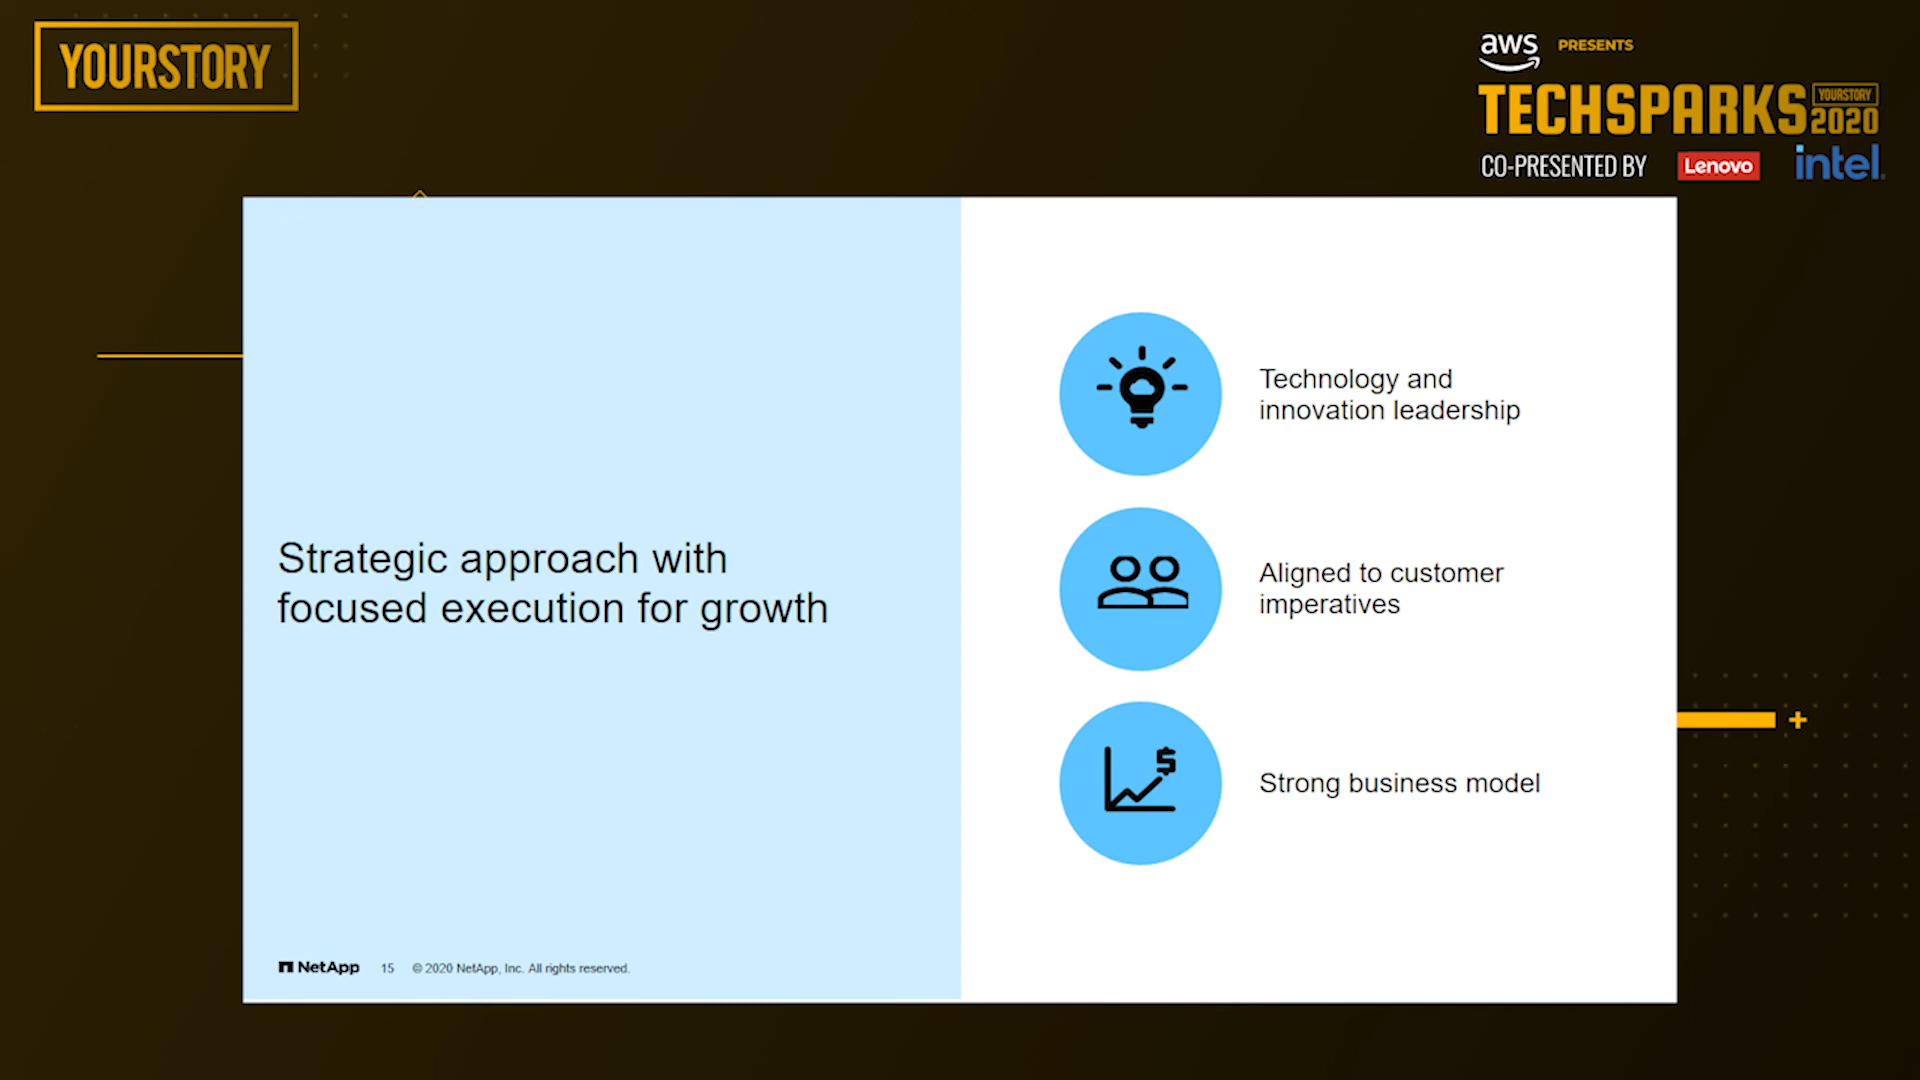 YOURSTORY
aws PRESENTS
TECHSPARKS YOURSTORY 2020
CO-PRESENTED BY Lenovo intel.
Strategic approach with
focused execution for growth
Technology and
innovation leadership
Aligned to customer
imperatives
Strong business model
NetApp 15 © 2020 NetApp, Inc. All rights reserved.